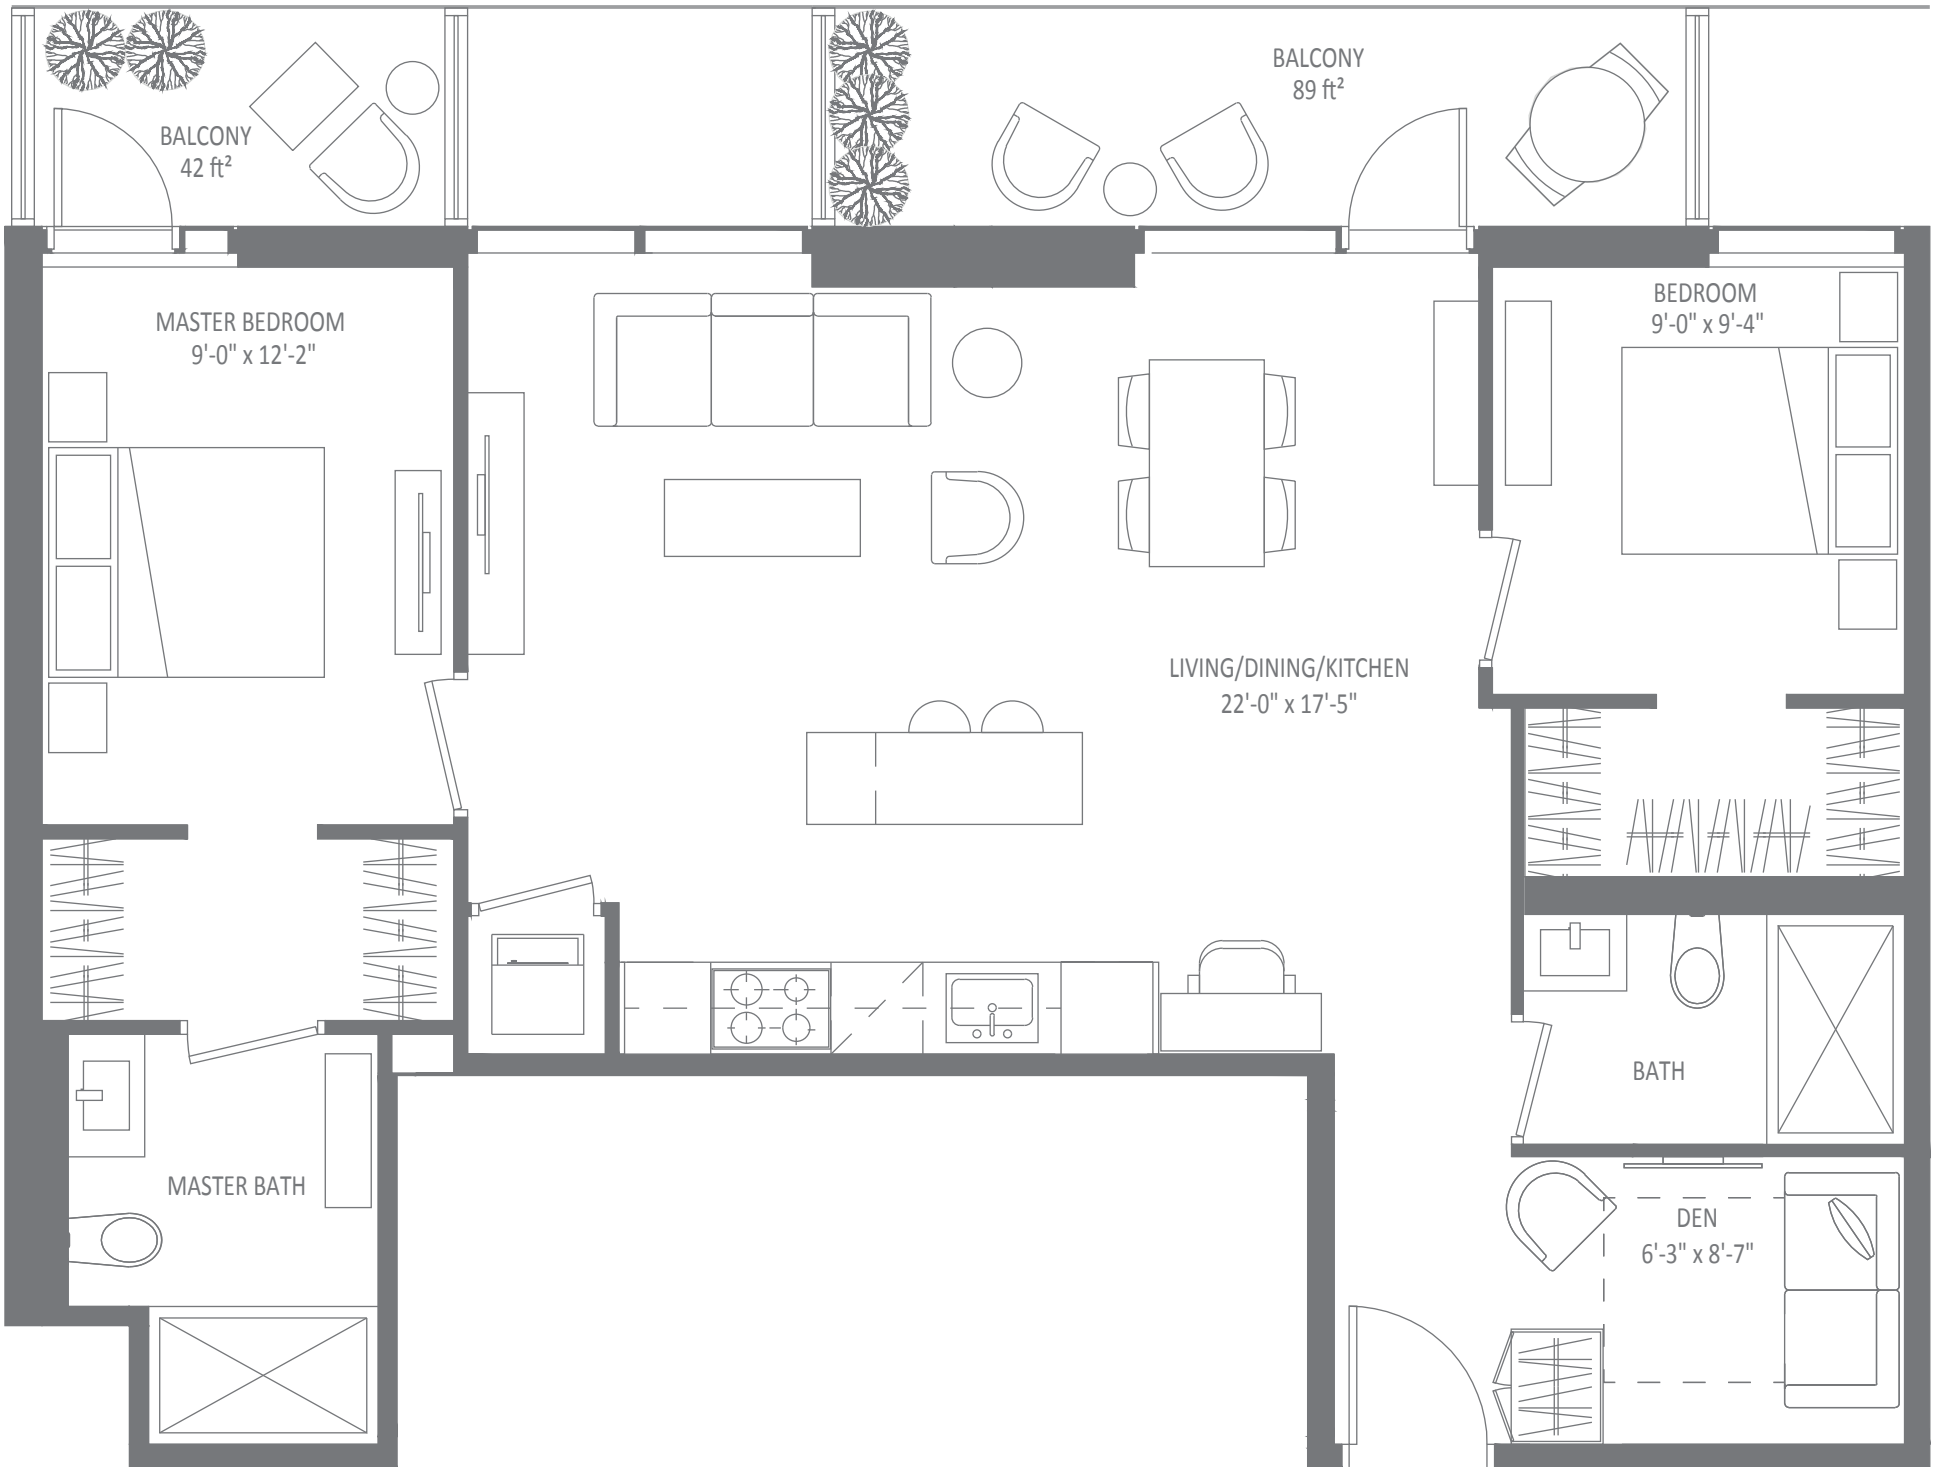 BALCONY
42 ft²
BALCONY
89 ft²
MASTER BEDROOM
9'-0" x 12'-2"
BEDROOM
9'-0" x 9'-4"
LIVING/DINING/KITCHEN
22'-0" x 17'-5"
BATH
MASTER BATH
DEN
6'-3" x 8'-7"